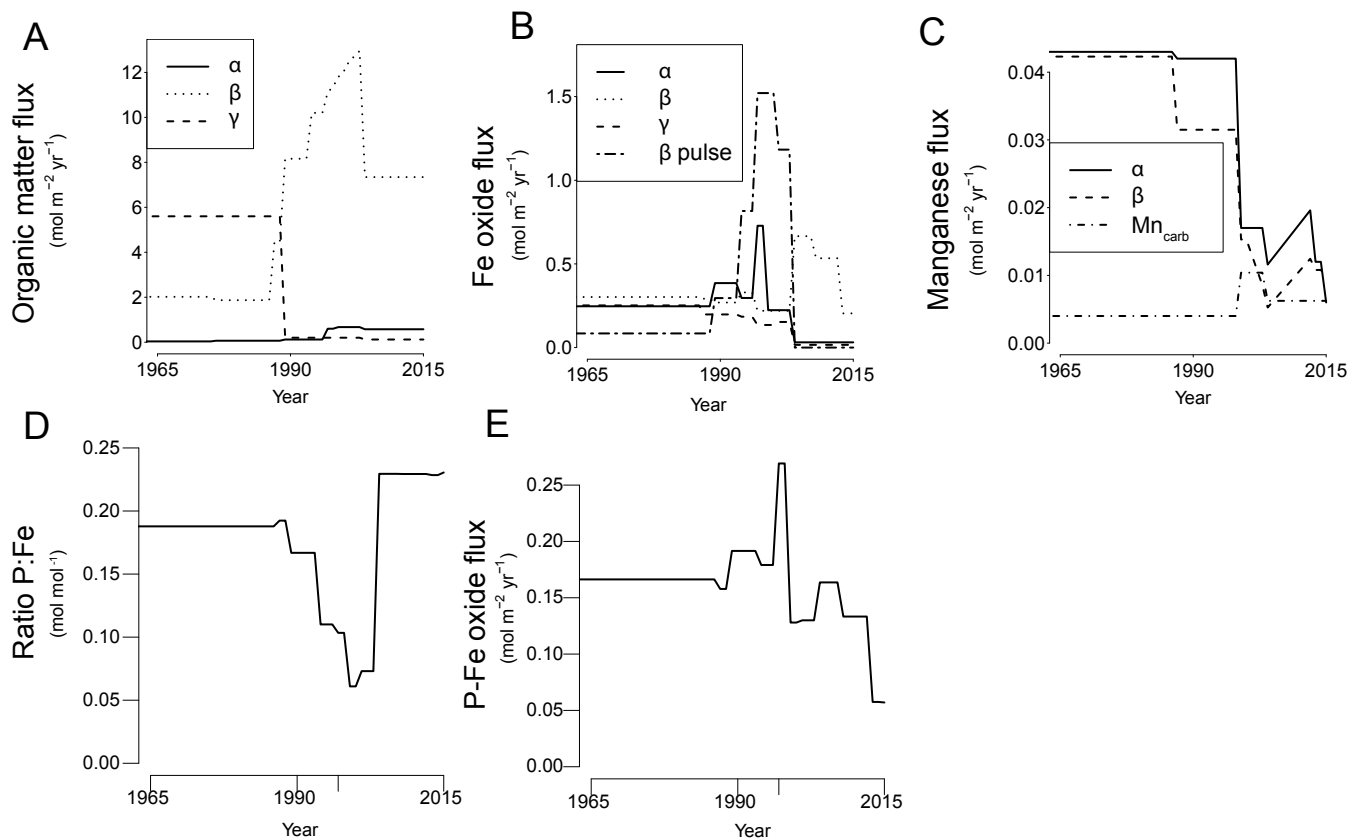 A
Organic matter flux
(mol m⁻² yr⁻¹)
12
10
8
6
4
2
0
α
β
γ
1965
1990
2015
Year
B
Fe oxide flux
(mol m⁻² yr⁻¹)
1.5
1.0
0.5
0.0
α
β
γ
β pulse
1965
1990
2015
Year
C
Manganese flux
(mol m⁻² yr⁻¹)
0.04
0.03
0.02
0.01
0.00
α
β
Mn carb
1965
1990
2015
Year
D
Ratio P:Fe
(mol mol⁻¹)
0.25
0.20
0.15
0.10
0.05
0.00
1965
1990
2015
Year
E
P-Fe oxide flux
(mol m⁻² yr⁻¹)
0.25
0.20
0.15
0.10
0.05
0.00
1965
1990
2015
Year